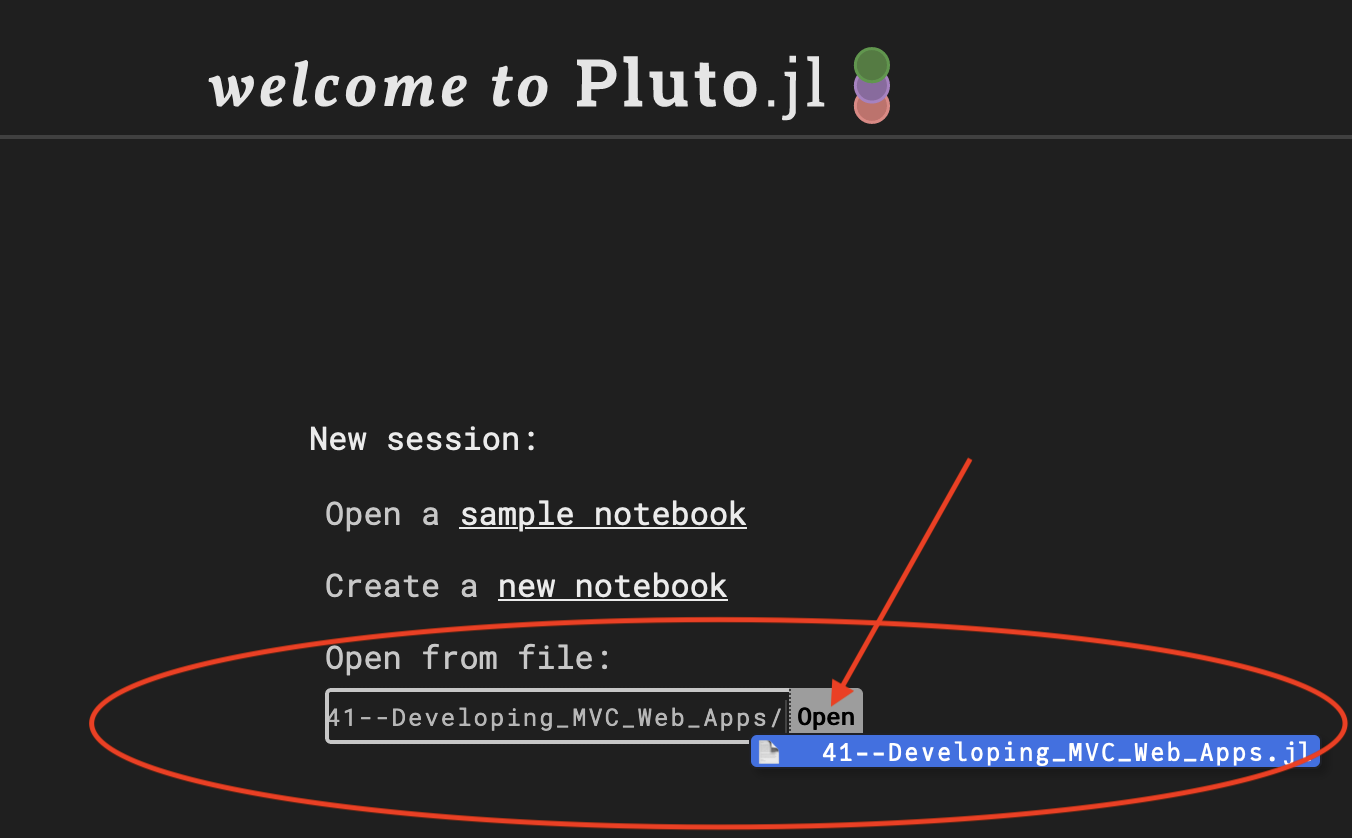 welcome to Pluto.jl
New session:
Open a sample notebook
Create a new notebook
Open from file:
41--Developing_MVC_Web_Apps/ Open
41--Developing_MVC_Web_Apps.jl